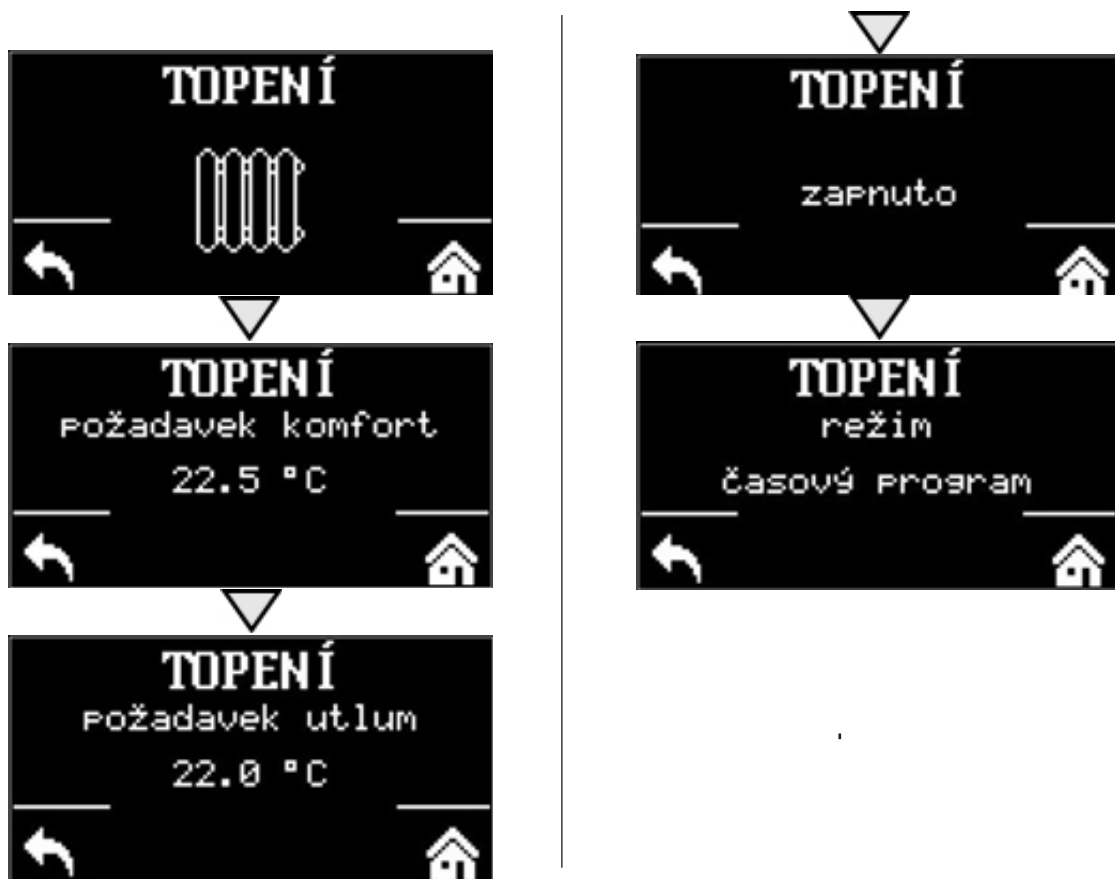 TOPENÍ
TOPENÍ
požadavek komfort
22.5 °C
TOPENÍ
požadavek utlum
22.0 °C
TOPENÍ
zapnuto
TOPENÍ
režim
časový program